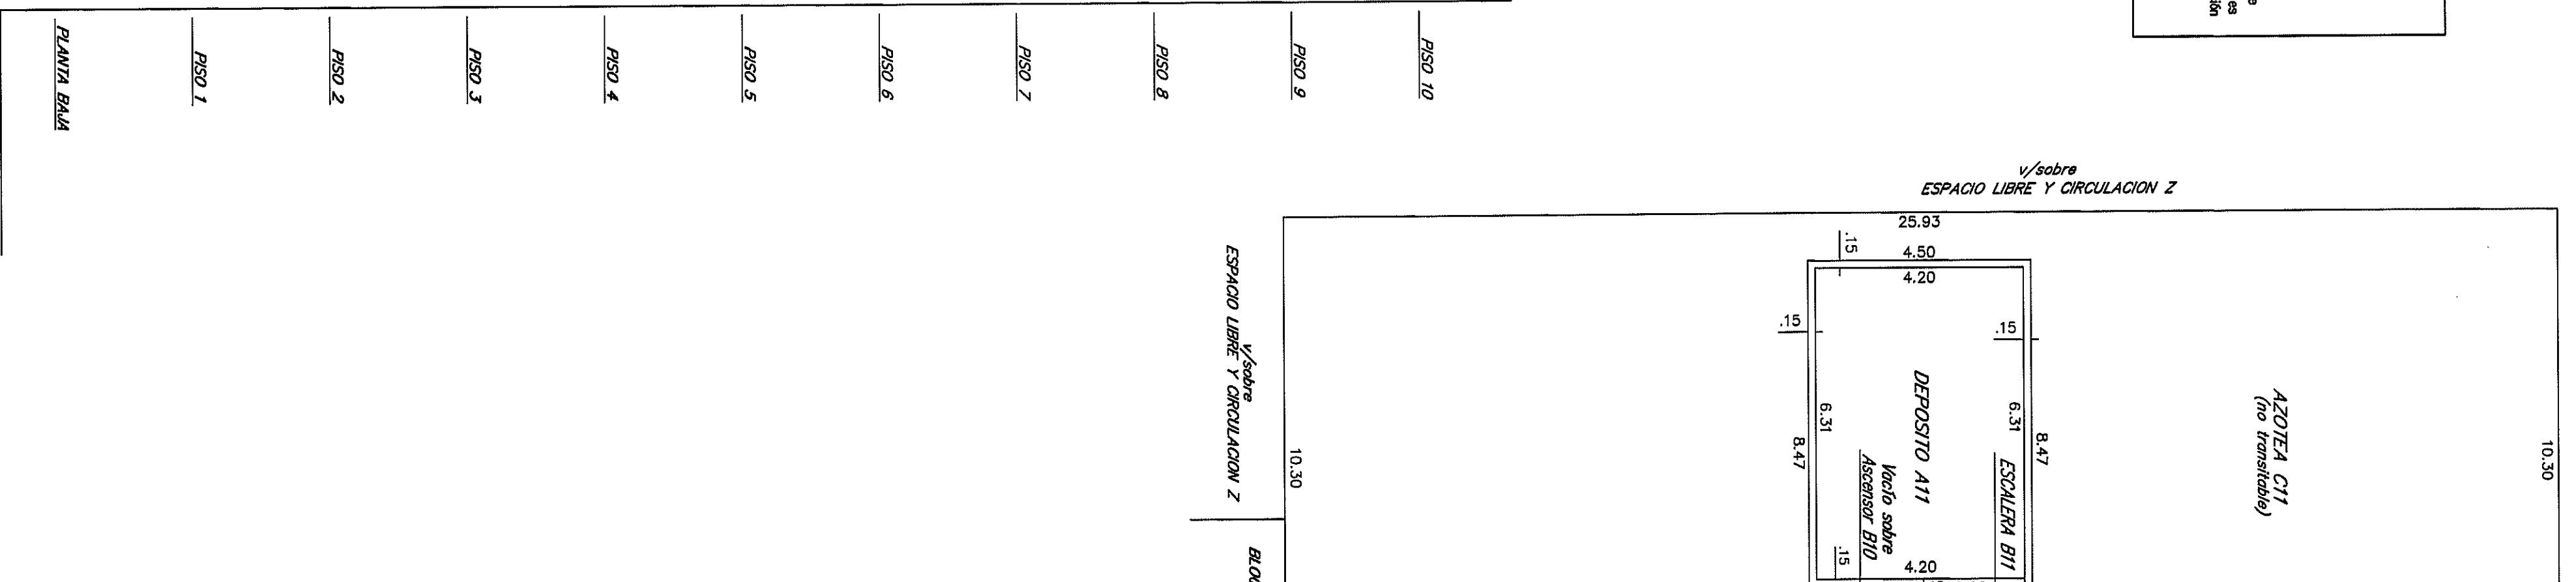 PLANTA BAJA
PISO 1
PISO 2
PISO 3
PISO 4
PISO 5
PISO 6
PISO 7
PISO 8
PISO 9
PISO 10
v/sobre
ESPACIO LIBRE Y CIRCULACION Z
25.93
.15
4.50
4.20
.15
.15
DEPOSITO A11
6.31
8.47
6.31
8.47
ESCALERA B11
Vacío sobre
Ascensor B10
.15
4.20
AZOTEA C11
(no transitable)
10.30
v/sobre
ESPACIO LIBRE Y CIRCULACION Z
10.30